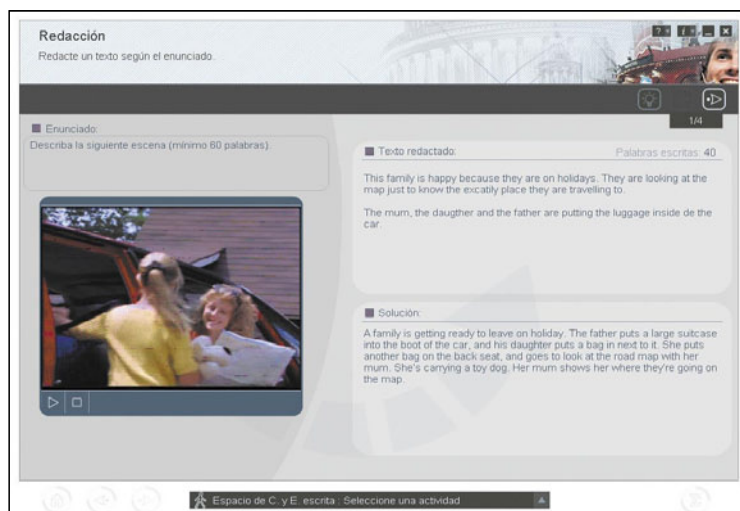 Redacción
Redacte un texto según el enunciado.
1/4
Enunciado:
Describa la siguiente escena (mínimo 60 palabras)
Texto redactado:
Palabras escritas: 40
This family is happy because they are on holidays. They are looking at the
map just to know the excatily place they are travelling to.
The mum, the daugther and the father are putting the luggage inside de the
car.
Solución:
A family is getting ready to leave on holiday. The father puts a large suitcase
into the boot of the car, and his daughter puts a bag in next to it. She puts
another bag on the back seat, and goes to look at the road map with her
mum. She's carrying a toy dog. Her mum shows her where they're going on
the map.
Espacio de C. y E. escrita : Seleccione una actividad